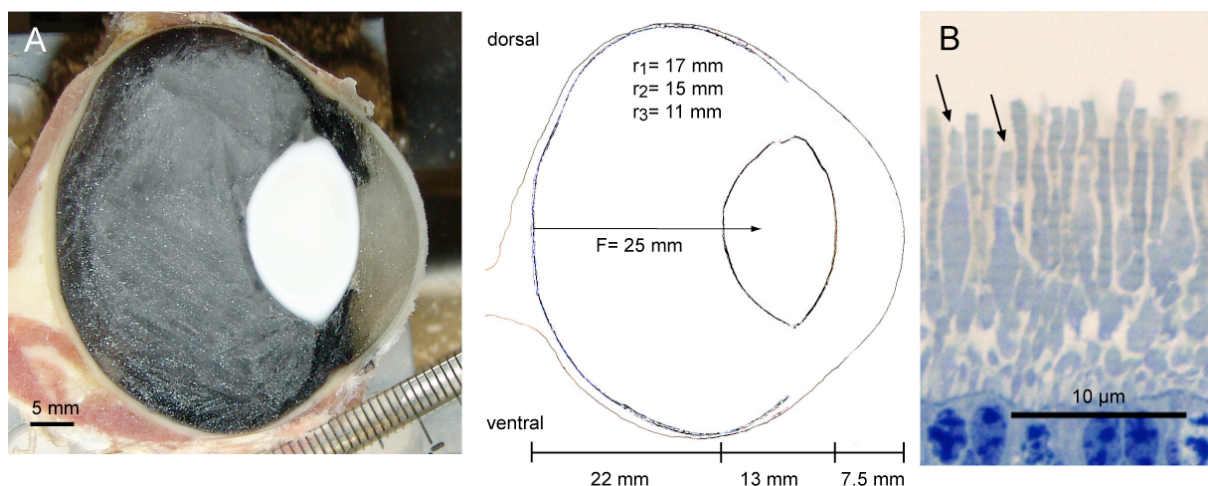 A
5 mm
dorsal
r1= 17 mm
r2= 15 mm
r3= 11 mm
F= 25 mm
ventral
22 mm
13 mm
7.5 mm
B
10 µm